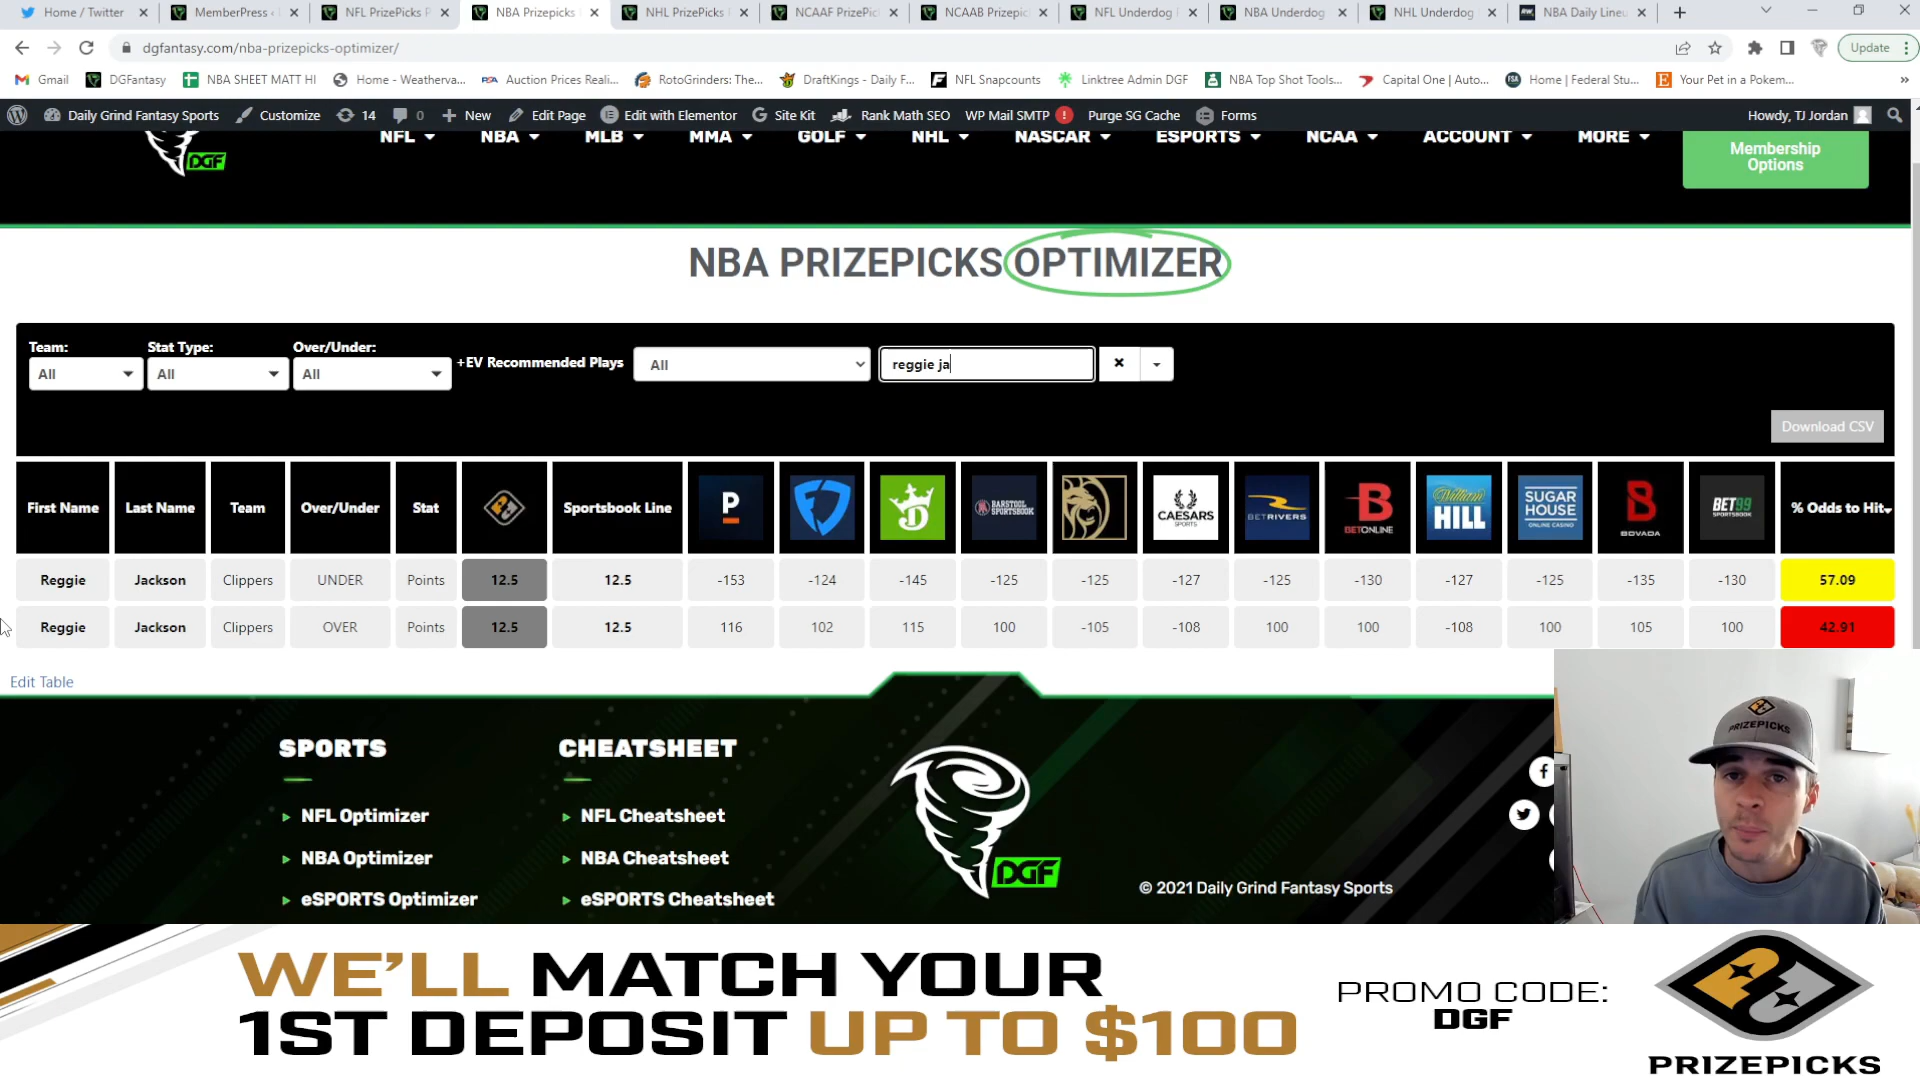 Home / Twitter
MemberPress ‹
NFL PrizePicks P
NBA Prizepicks
NHL PrizePicks
NCAAF PrizePic
NCAAB Prizepic
NFL Underdog
NBA Underdog
NHL Underdog
NBA Daily Lineu
dgfantasy.com/nba-prizepicks-optimizer/
Update
Gmail
DGFantasy
NBA SHEET MATT HI
Home - Weatherva...
Auction Prices Reali...
RotoGrinders: The...
DraftKings - Daily F...
NFL Snapcounts
Linktree Admin DGF
NBA Top Shot Tools...
Capital One | Auto...
Home | Federal Stu...
Your Pet in a Pokem...
Daily Grind Fantasy Sports
Customize
14
0
New
Edit Page
Edit with Elementor
Site Kit
Rank Math SEO
WP Mail SMTP !
Purge SG Cache
Forms
Howdy, TJ Jordan
DGF
NFL NBA MLB MMA GOLF NHL NASCAR ESPORTS NCAA ACCOUNT MORE
Membership
Options
NBA PRIZEPICKS OPTIMIZER
Team: Stat Type: Over/Under:
All All All +EV Recommended Plays All reggie ja
Download CSV
First Name Last Name Team Over/Under Stat Sportsbook Line P BARSTOOL SPORTSBOOK CAESARS SPORTS BETRIVERS BETONLINE William HILL SUGAR HOUSE ONLINE CASINO BOVADA BET99 SPORTSBOOK % Odds to Hit
Reggie Jackson Clippers UNDER Points 12.5 12.5 -153 -124 -145 -125 -125 -127 -125 -130 -127 -125 -135 -130 57.09
Reggie Jackson Clippers OVER Points 12.5 12.5 116 102 115 100 -105 -108 100 100 -108 100 105 100 42.91
Edit Table
SPORTS
NFL Optimizer
NBA Optimizer
eSPORTS Optimizer
CHEATSHEET
NFL Cheatsheet
NBA Cheatsheet
eSPORTS Cheatsheet
DGF
© 2021 Daily Grind Fantasy Sports
PRIZEPICKS
WE'LL MATCH YOUR
1ST DEPOSIT UP TO $100
PROMO CODE:
DGF
PRIZEPICKS